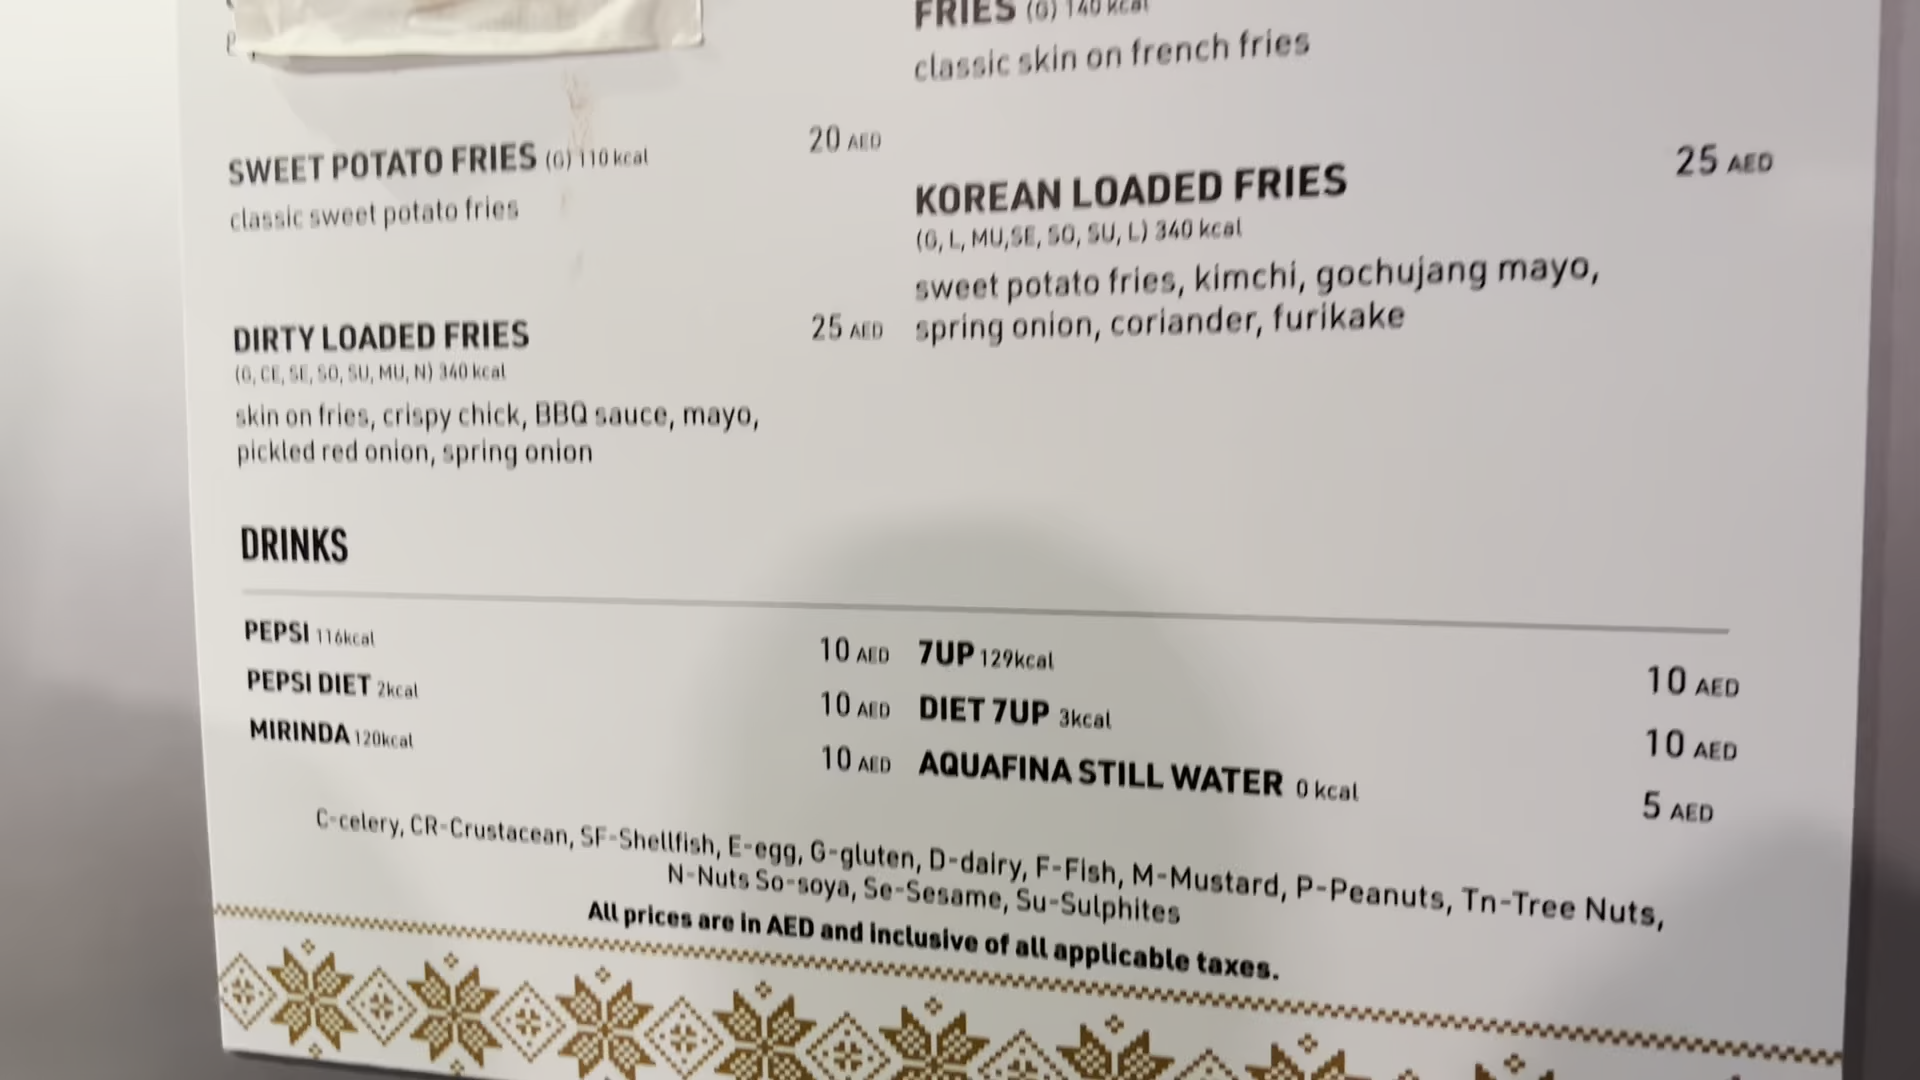 FRIES (G) 140 kcal
classic skin on french fries
SWEET POTATO FRIES (G) 110 kcal
20 AED
classic sweet potato fries
KOREAN LOADED FRIES
25 AED
(G, L, MU,SE, SO, SU, L) 340 kcal
sweet potato fries, kimchi, gochujang mayo,
spring onion, coriander, furikake
DIRTY LOADED FRIES
25 AED
(G, CE, SE, SO, SU, MU, N) 340 kcal
skin on fries, crispy chick, BBQ sauce, mayo,
pickled red onion, spring onion
DRINKS
PEPSI 116kcal
10 AED
PEPSI DIET 2kcal
10 AED
MIRINDA 120kcal
10 AED
7UP 129kcal
10 AED
DIET 7UP 3kcal
10 AED
AQUAFINA STILL WATER 0 kcal
5 AED
C-celery, CR-Crustacean, SF-Shellfish, E-egg, G-gluten, D-dairy, F-Fish, M-Mustard, P-Peanuts, Tn-Tree Nuts,
N-Nuts So-soya, Se-Sesame, Su-Sulphites
All prices are in AED and inclusive of all applicable taxes.